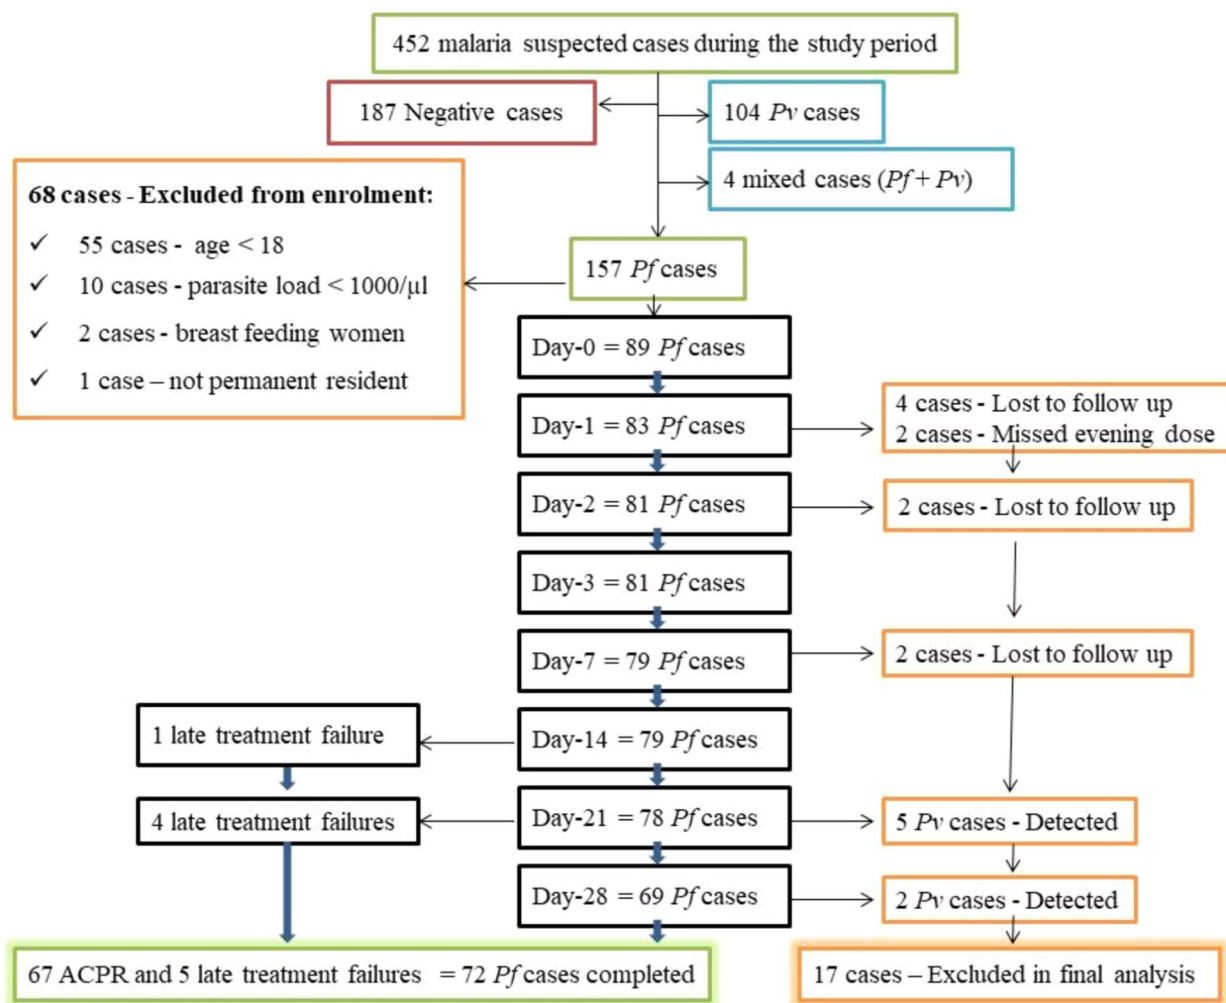 452 malaria suspected cases during the study period
187 Negative cases
104 Pv cases
4 mixed cases (Pf + Pv)
68 cases - Excluded from enrolment:
✓ 55 cases - age < 18
✓ 10 cases - parasite load < 1000/µl
✓ 2 cases - breast feeding women
✓ 1 case – not permanent resident
157 Pf cases
Day-0 = 89 Pf cases
Day-1 = 83 Pf cases
4 cases - Lost to follow up
2 cases - Missed evening dose
Day-2 = 81 Pf cases
2 cases - Lost to follow up
Day-3 = 81 Pf cases
Day-7 = 79 Pf cases
2 cases - Lost to follow up
1 late treatment failure
Day-14 = 79 Pf cases
4 late treatment failures
Day-21 = 78 Pf cases
5 Pv cases - Detected
Day-28 = 69 Pf cases
2 Pv cases - Detected
67 ACPR and 5 late treatment failures = 72 Pf cases completed
17 cases – Excluded in final analysis